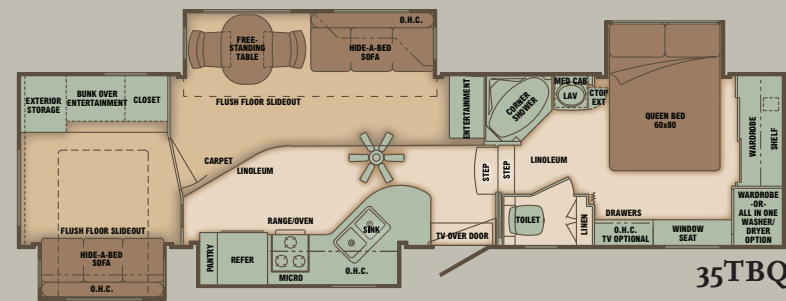 FREE-
STANDING
TABLE
O.H.C.
HIDE-A-BED
SOFA
FLUSH FLOOR SLIDEOUT
EXTERIOR
STORAGE
BUNK OVER
ENTERTAINMENT
CLOSET
ENTERTAINMENT
CORNER
SHOWER
MED CAB
LAV
CTOP
EXT
QUEEN BED
60x80
WARDROBE
SHELF
CARPET
LINOLEUM
STEP
STEP
LINOLEUM
FLUSH FLOOR SLIDEOUT
HIDE-A-BED
SOFA
O.H.C.
PANTRY
REFER
RANGE/OVEN
MICRO
SINK
O.H.C.
TV OVER DOOR
TOILET
LINEN
DRAWERS
O.H.C.
TV OPTIONAL
WINDOW
SEAT
WARDROBE
-OR-
ALL IN ONE
WASHER/
DRYER
OPTION
35TBQ